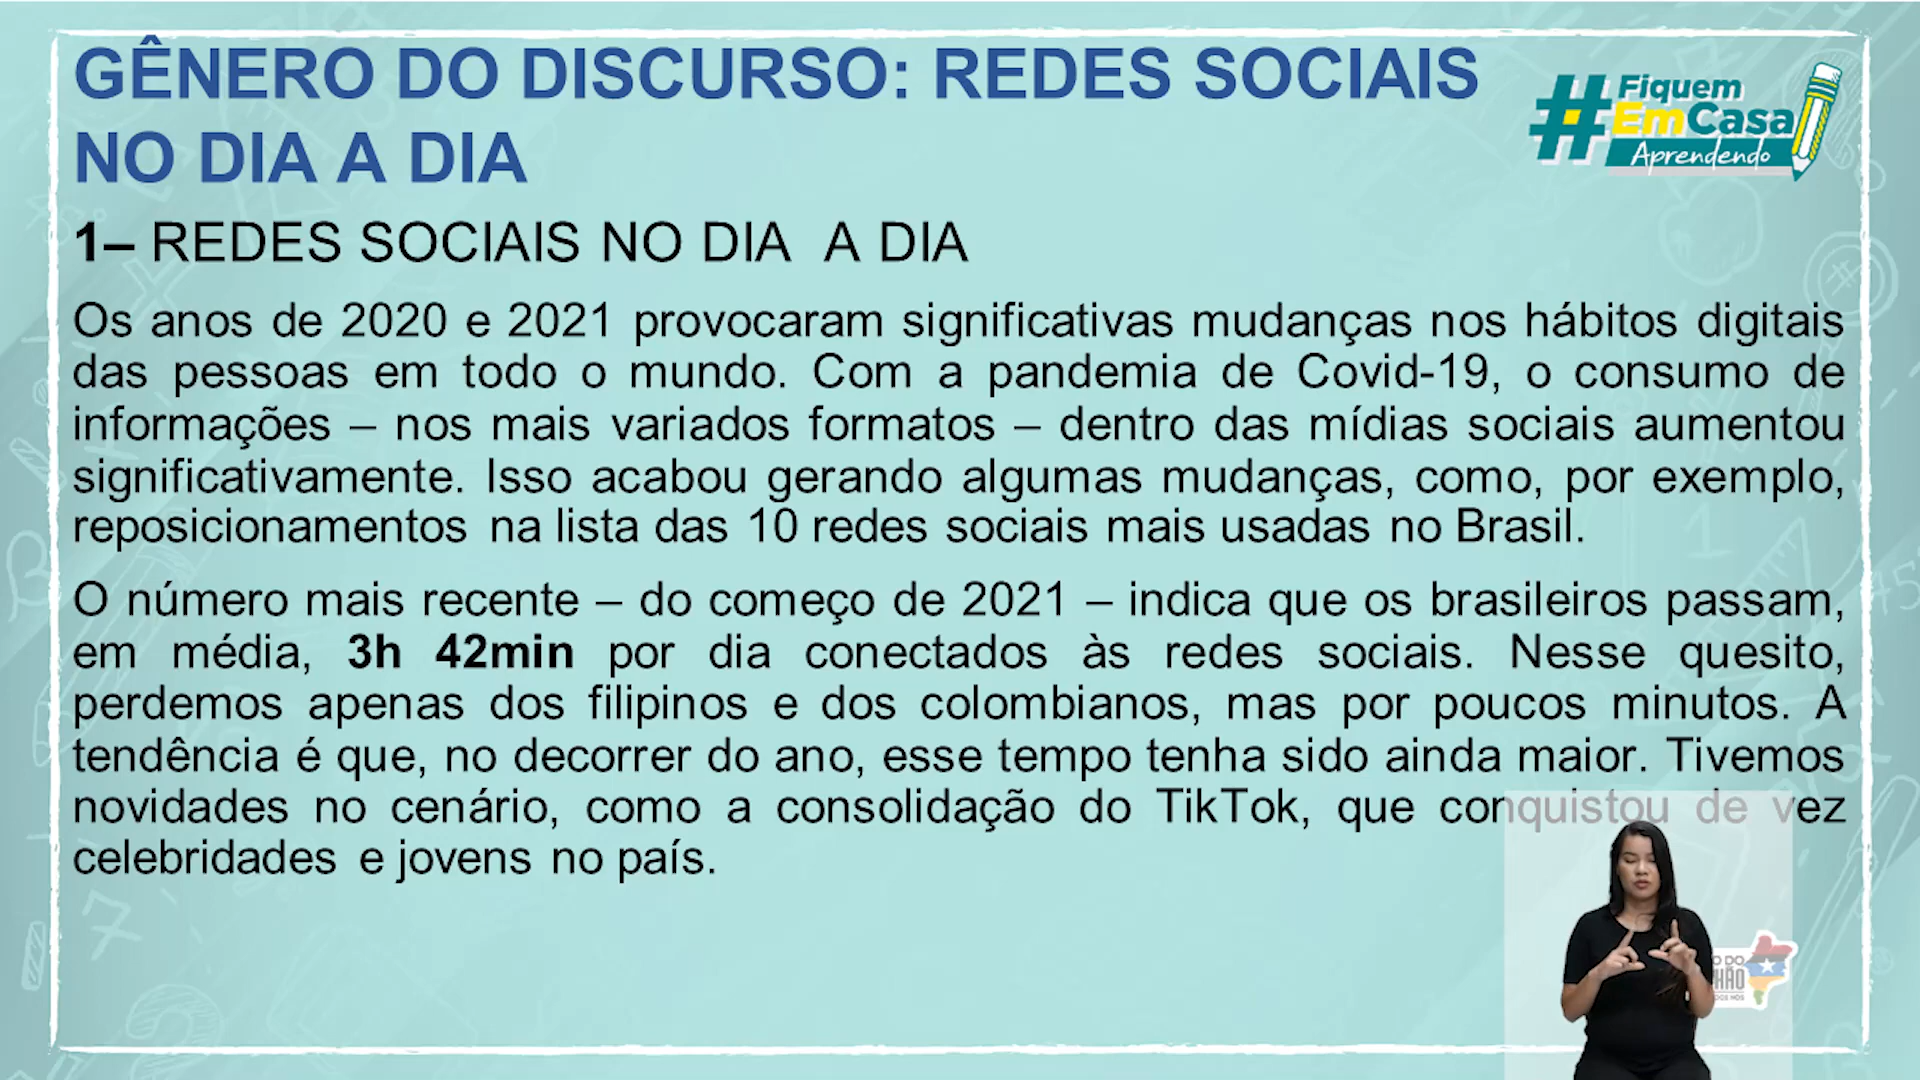 GÊNERO DO DISCURSO: REDES SOCIAIS
NO DIA A DIA
#Fiquem
EmCasa
Aprendendo
1– REDES SOCIAIS NO DIA A DIA
Os anos de 2020 e 2021 provocaram significativas mudanças nos hábitos digitais
das pessoas em todo o mundo. Com a pandemia de Covid-19, o consumo de
informações – nos mais variados formatos – dentro das mídias sociais aumentou
significativamente. Isso acabou gerando algumas mudanças, como, por exemplo,
reposicionamentos na lista das 10 redes sociais mais usadas no Brasil.
O número mais recente – do começo de 2021 – indica que os brasileiros passam,
em média, 3h 42min por dia conectados às redes sociais. Nesse quesito,
perdemos apenas dos filipinos e dos colombianos, mas por poucos minutos. A
tendência é que, no decorrer do ano, esse tempo tenha sido ainda maior. Tivemos
novidades no cenário, como a consolidação do TikTok, que conquistou de vez
celebridades e jovens no país.